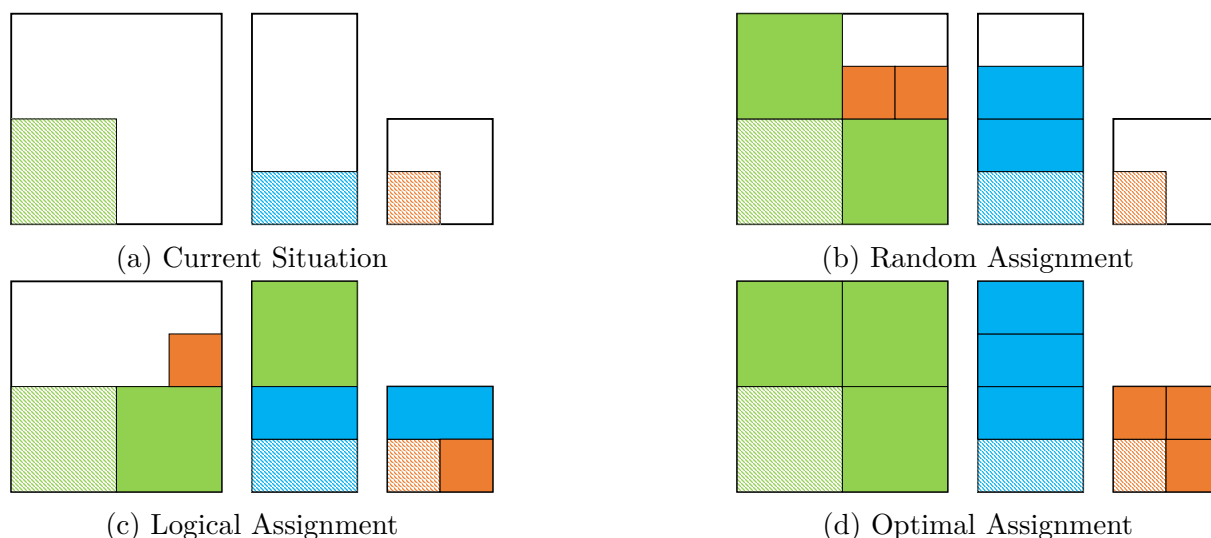 (a) Current Situation
(b) Random Assignment
(c) Logical Assignment
(d) Optimal Assignment